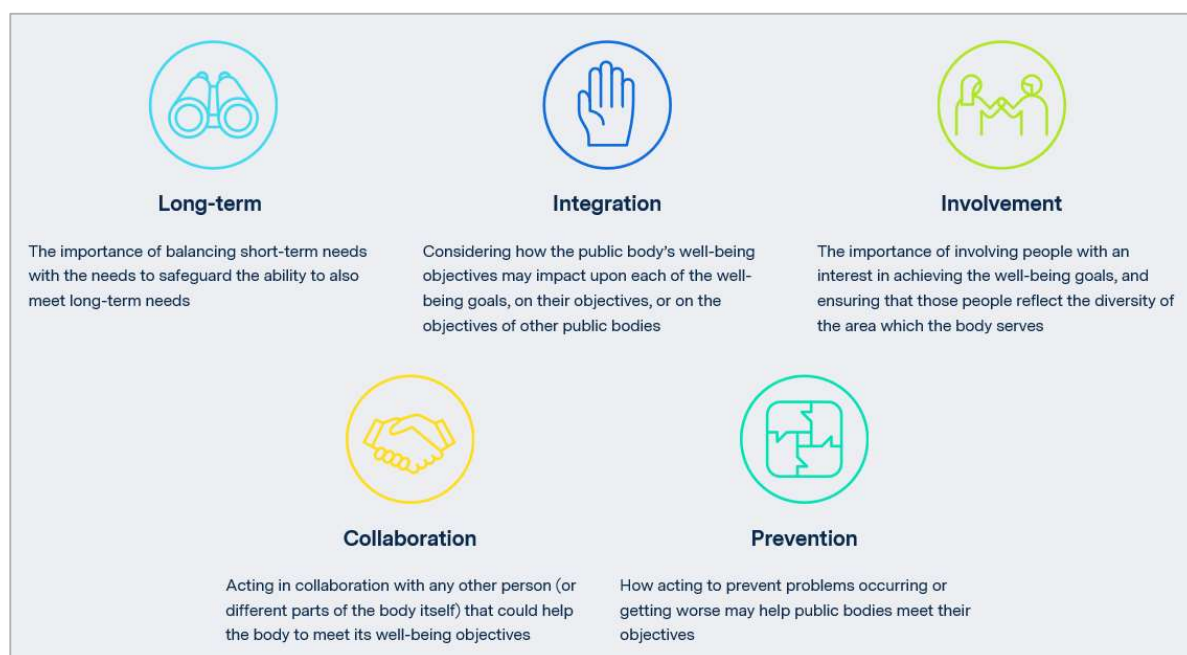 Long-term
The importance of balancing short-term needs
with the needs to safeguard the ability to also
meet long-term needs
Integration
Considering how the public body's well-being
objectives may impact upon each of the well-
being goals, on their objectives, or on the
objectives of other public bodies
Involvement
The importance of involving people with an
interest in achieving the well-being goals, and
ensuring that those people reflect the diversity of
the area which the body serves
Collaboration
Acting in collaboration with any other person (or
different parts of the body itself) that could help
the body to meet its well-being objectives
Prevention
How acting to prevent problems occurring or
getting worse may help public bodies meet their
objectives